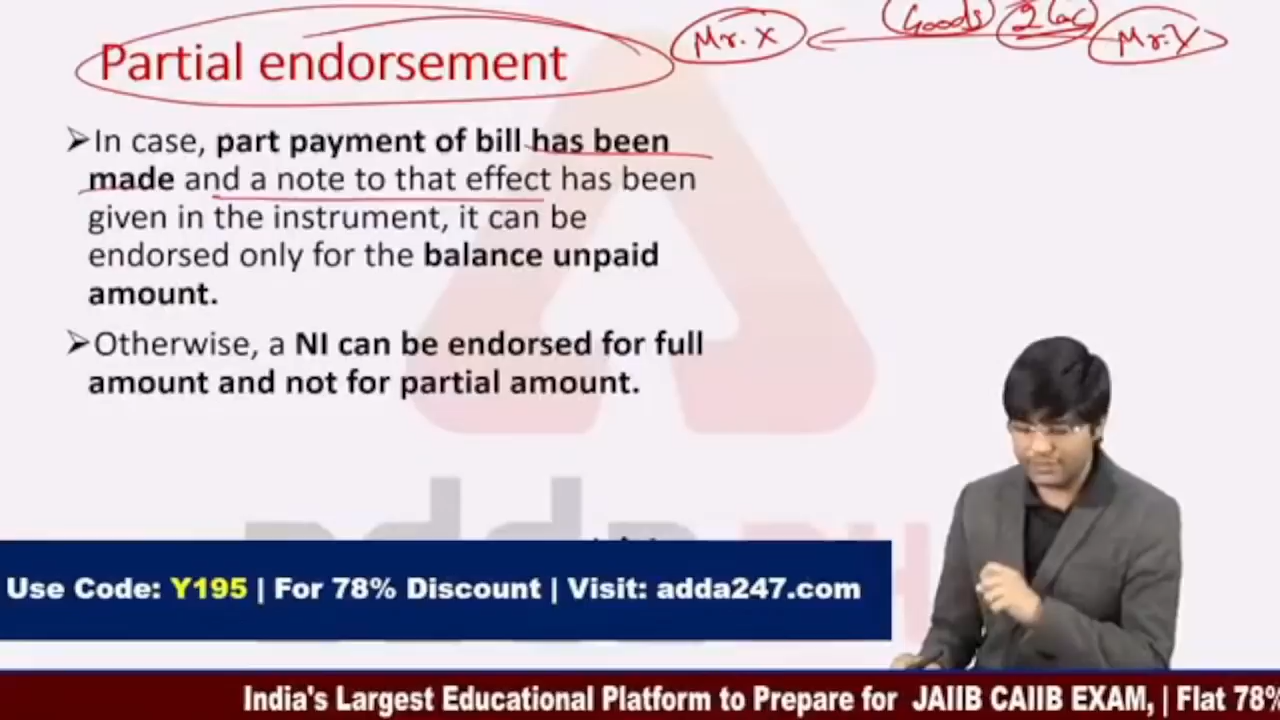 Goods 2 lac
Mr. X Mr. Y
Partial endorsement
➢In case, part payment of bill has been
made and a note to that effect has been
given in the instrument, it can be
endorsed only for the balance unpaid
amount.
➢Otherwise, a NI can be endorsed for full
amount and not for partial amount.
Use Code: Y195 | For 78% Discount | Visit: adda247.com
India's Largest Educational Platform to Prepare for JAIIB CAIIB EXAM, | Flat 78%